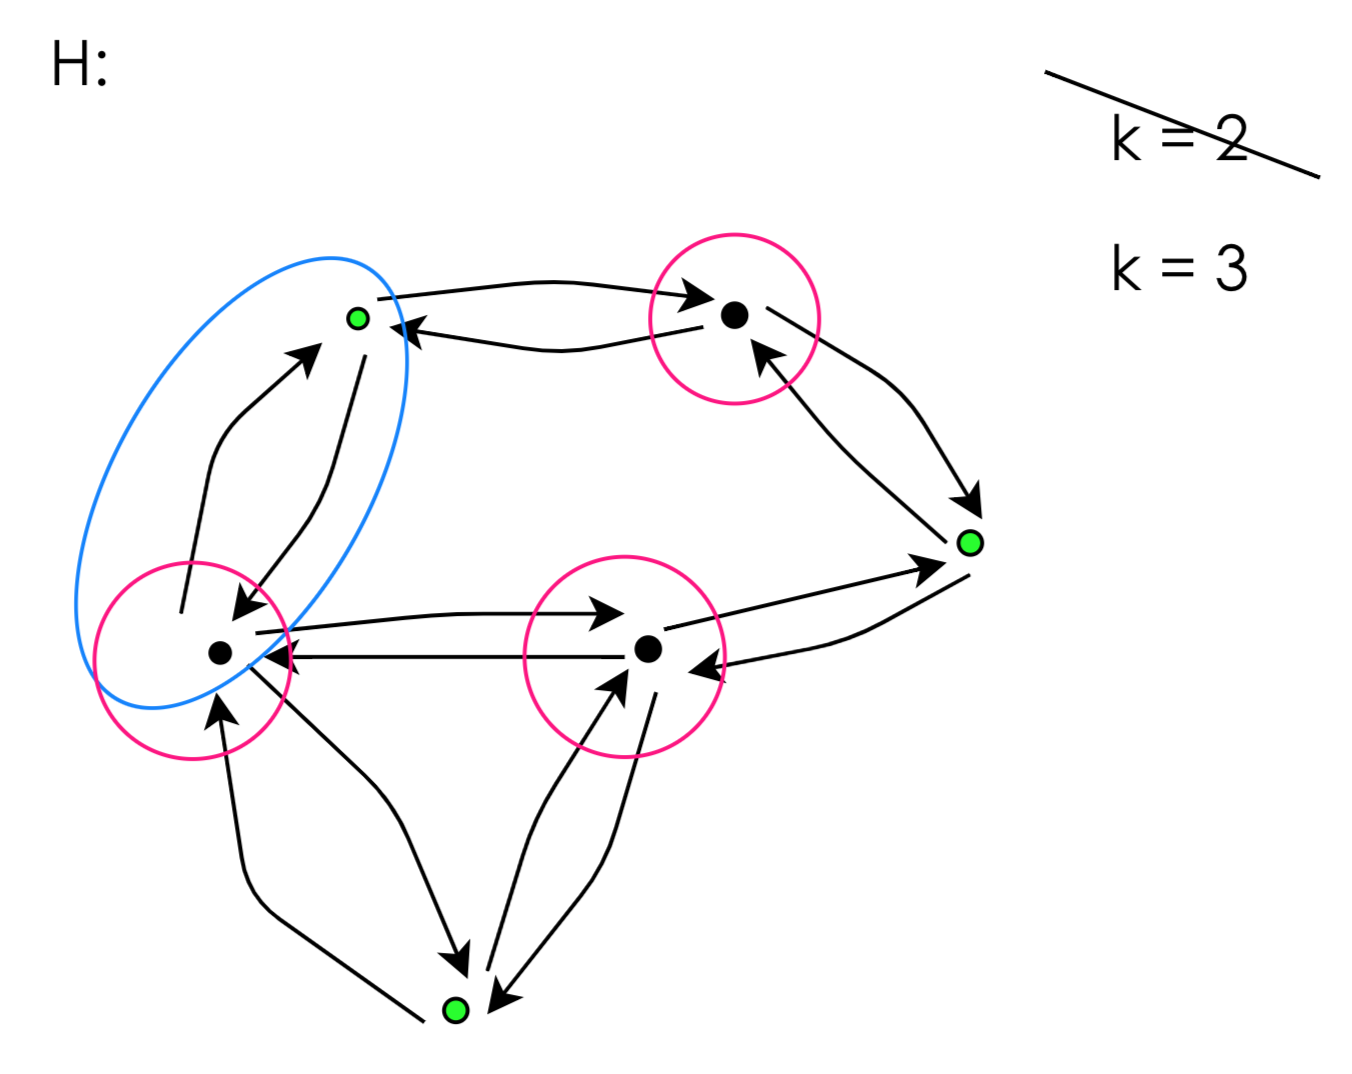 H:
k = 2
k = 3